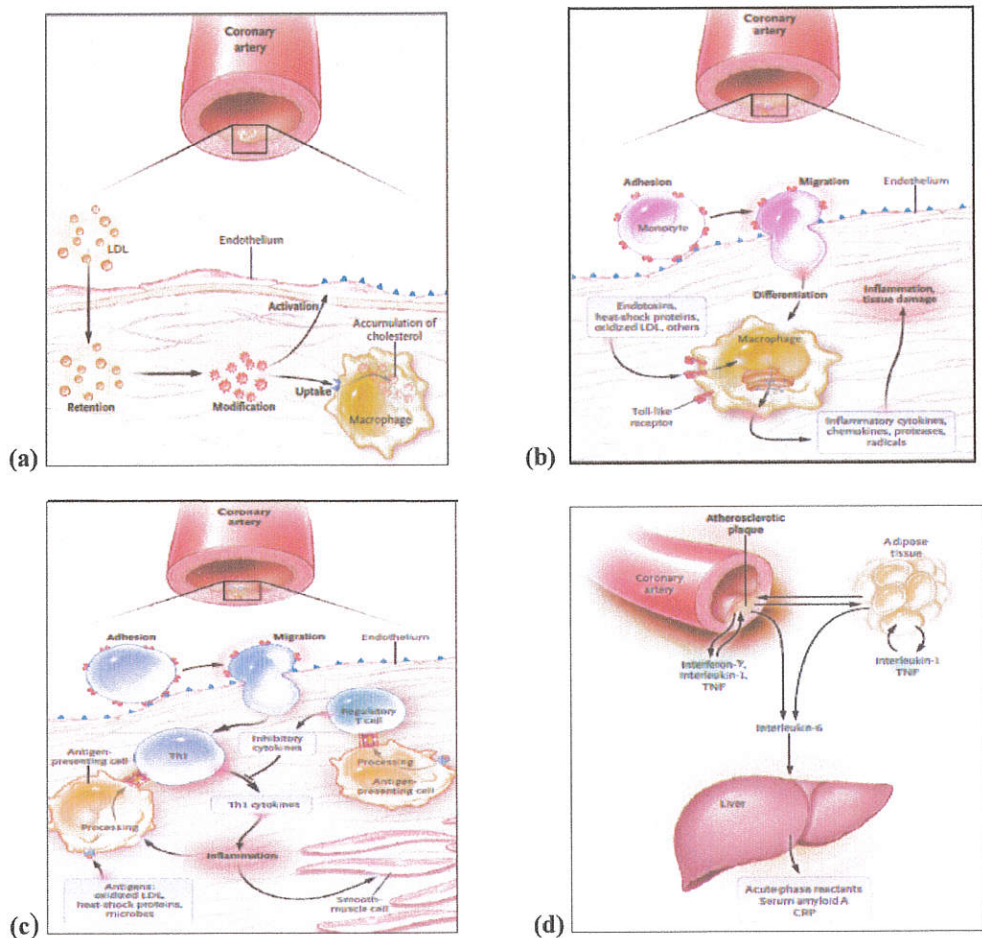 Coronary
artery
LDL
Endothelium
Activation
Accumulation of
cholesterol
Retention
Modification
Uptake
Macrophage
(a)
Coronary
artery
Adhesion
Migration
Endothelium
Monocyte
Differentiation
Inflammation,
tissue damage
Endotoxins,
heat-shock proteins,
oxidized LDL, others
Macrophage
Toll-like
receptor
Inflammatory cytokines,
chemokines, proteases,
radicals
(b)
Coronary
artery
Adhesion
Migration
Endothelium
Regulatory
T cell
Antigen-
presenting cell
Th1
Inhibitory
cytokines
Processing
Antigen-
presenting cell
Th1 cytokines
Processing
Inflammation
Antigens:
oxidized LDL,
heat-shock proteins,
microbes
Smooth-
muscle cell
(c)
Atherosclerotic
plaque
Adipose
tissue
Coronary
artery
Interferon-γ,
Interleukin-1,
TNF
Interleukin-1
TNF
Interleukin-6
Liver
Acute-phase reactants
Serum amyloid A
CRP
(d)